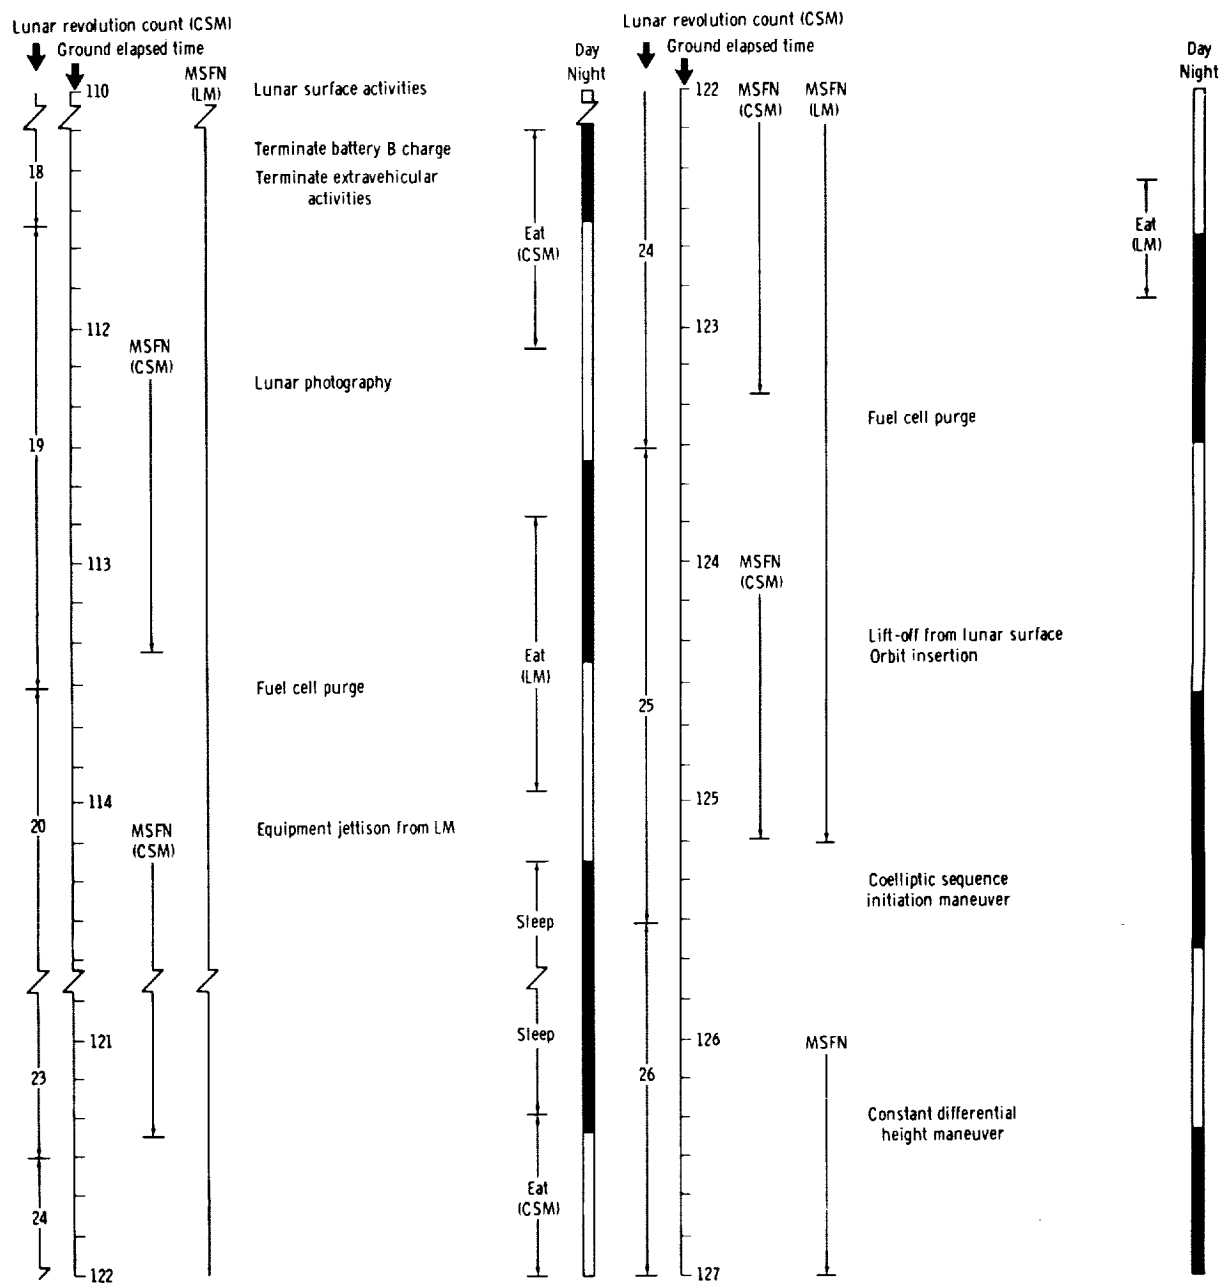 Lunar revolution count (CSM)
Ground elapsed time
MSFN
(LM)
Day
Night
110
Lunar surface activities
Terminate battery B charge
18
Terminate extravehicular
activities
Eat
(CSM)
112
MSFN
(CSM)
Lunar photography
19
113
Eat
(LM)
Fuel cell purge
114
20
MSFN
(CSM)
Equipment jettison from LM
Sleep
Sleep
121
23
Eat
(CSM)
24
122
Lunar revolution count (CSM)
Ground elapsed time
Day
Night
122
MSFN
(CSM)
MSFN
(LM)
Eat
(LM)
24
123
Fuel cell purge
124
MSFN
(CSM)
Lift-off from lunar surface
Orbit insertion
25
125
Coelliptic sequence
initiation maneuver
126
MSFN
26
Constant differential
height maneuver
127